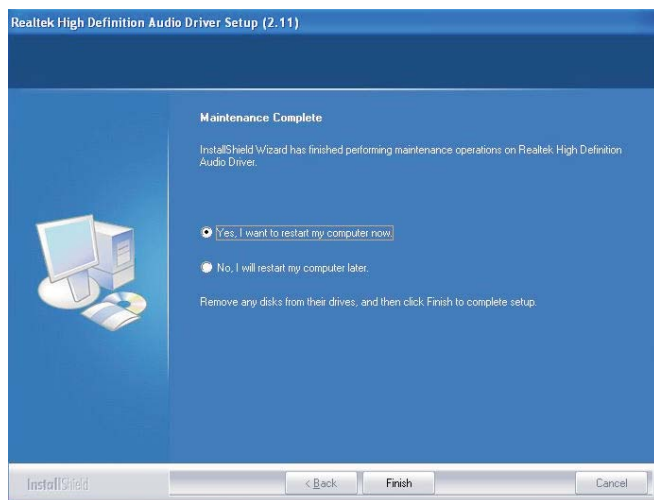 Realtek High Definition Audio Driver Setup (2.11)
Maintenance Complete
InstallShield Wizard has finished performing maintenance operations on Realtek High Definition
Audio Driver.
Yes, I want to restart my computer now.
No, I will restart my computer later.
Remove any disks from their drives, and then click Finish to complete setup.
InstallShield
< Back
Finish
Cancel